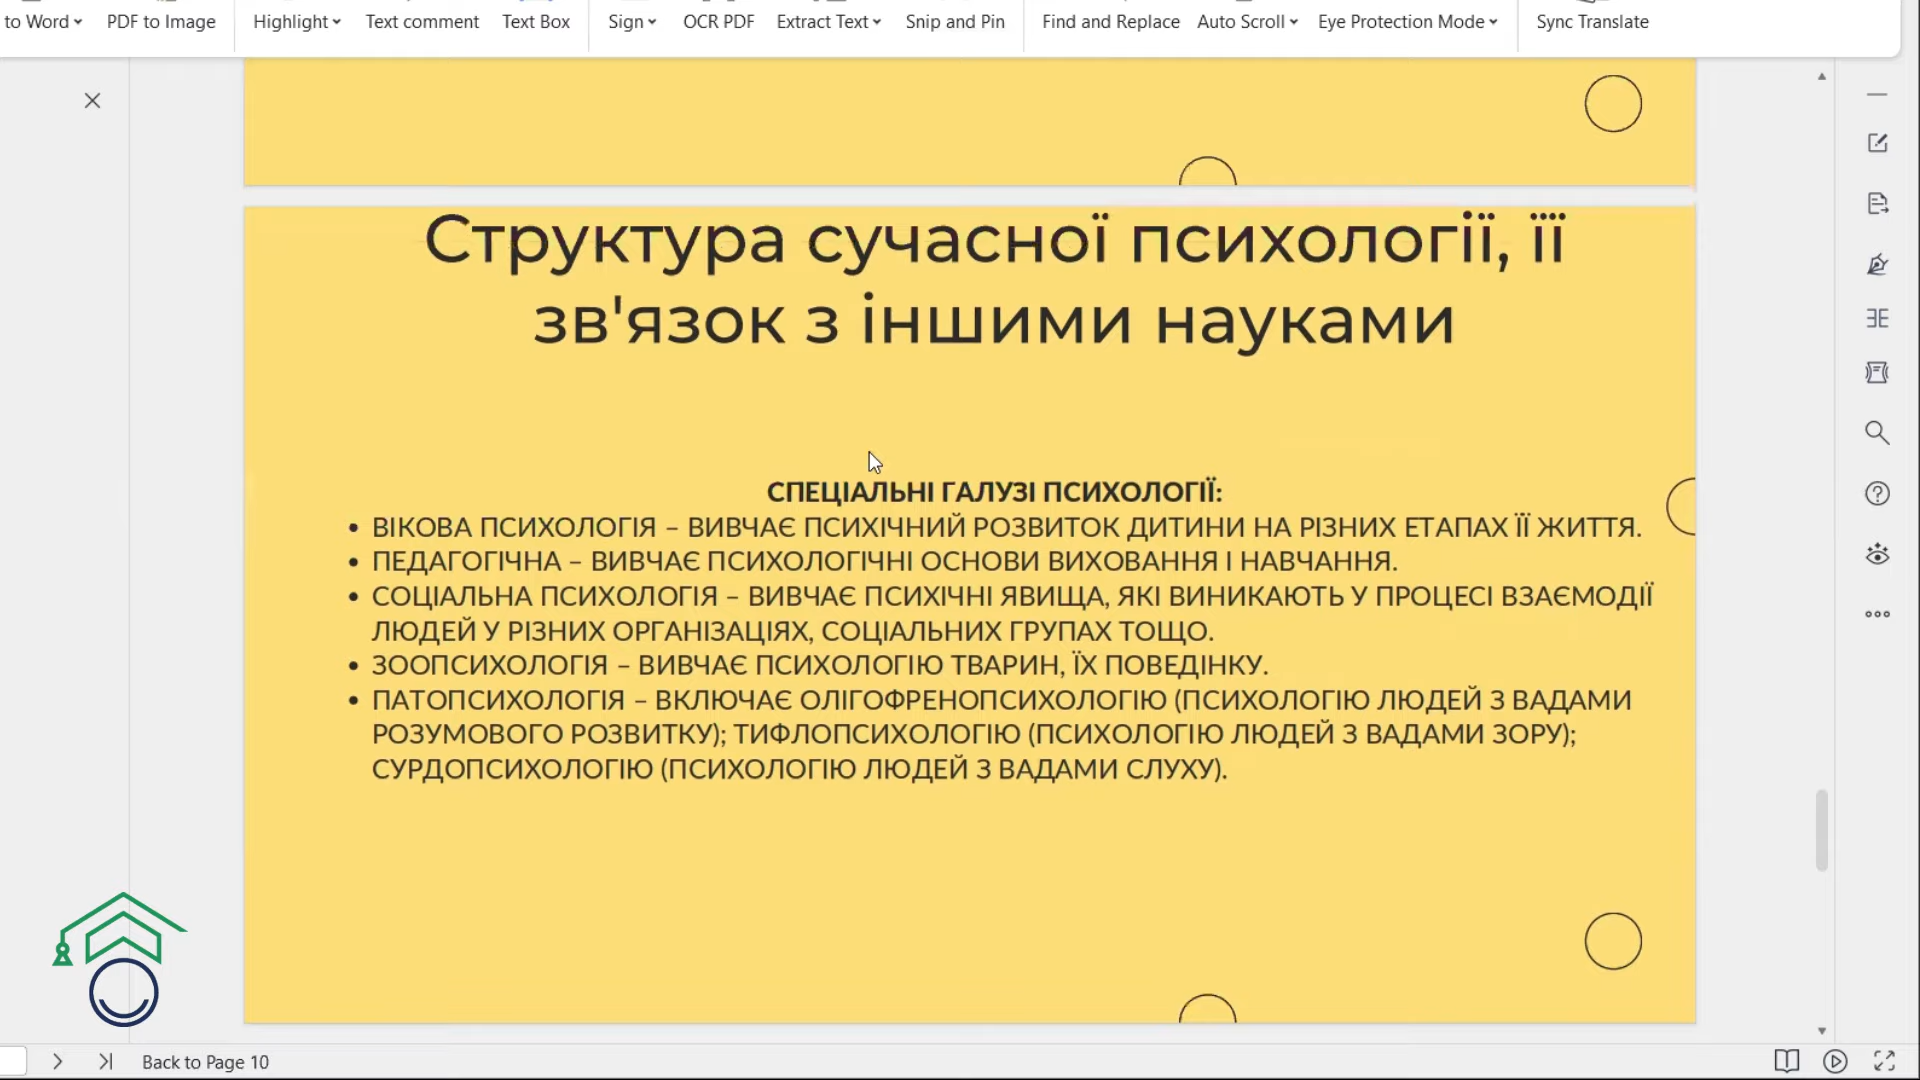 to Word PDF to Image Highlight Text comment Text Box Sign OCR PDF Extract Text Snip and Pin Find and Replace Auto Scroll Eye Protection Mode Sync Translate
Структура сучасної психології, її
зв'язок з іншими науками
СПЕЦІАЛЬНІ ГАЛУЗІ ПСИХОЛОГІЇ:
• ВІКОВА ПСИХОЛОГІЯ – ВИВЧАЄ ПСИХІЧНИЙ РОЗВИТОК ДИТИНИ НА РІЗНИХ ЕТАПАХ ЇЇ ЖИТТЯ.
• ПЕДАГОГІЧНА – ВИВЧАЄ ПСИХОЛОГІЧНІ ОСНОВИ ВИХОВАННЯ І НАВЧАННЯ.
• СОЦІАЛЬНА ПСИХОЛОГІЯ – ВИВЧАЄ ПСИХІЧНІ ЯВИЩА, ЯКІ ВИНИКАЮТЬ У ПРОЦЕСІ ВЗАЄМОДІЇ
ЛЮДЕЙ У РІЗНИХ ОРГАНІЗАЦІЯХ, СОЦІАЛЬНИХ ГРУПАХ ТОЩО.
• ЗООПСИХОЛОГІЯ – ВИВЧАЄ ПСИХОЛОГІЮ ТВАРИН, ЇХ ПОВЕДІНКУ.
• ПАТОПСИХОЛОГІЯ – ВКЛЮЧАЄ ОЛІГОФРЕНОПСИХОЛОГІЮ (ПСИХОЛОГІЮ ЛЮДЕЙ З ВАДАМИ
РОЗУМОВОГО РОЗВИТКУ); ТИФЛОПСИХОЛОГІЮ (ПСИХОЛОГІЮ ЛЮДЕЙ З ВАДАМИ ЗОРУ);
СУРДОПСИХОЛОГІЮ (ПСИХОЛОГІЮ ЛЮДЕЙ З ВАДАМИ СЛУХУ).
Back to Page 10